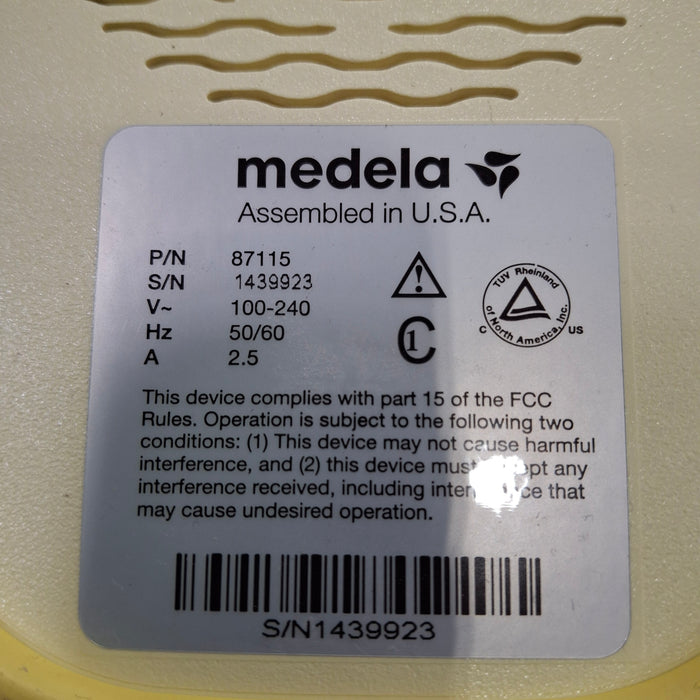 medela
Assembled in U.S.A.
P/N 87115
S/N 1439923
V~ 100-240
Hz 50/60
A 2.5
!
C1
TUV Rheinland
of North America, Inc.
C US
This device complies with part 15 of the FCC
Rules. Operation is subject to the following two
conditions: (1) This device may not cause harmful
interference, and (2) this device must accept any
interference received, including interference that
may cause undesired operation.
S/N1439923